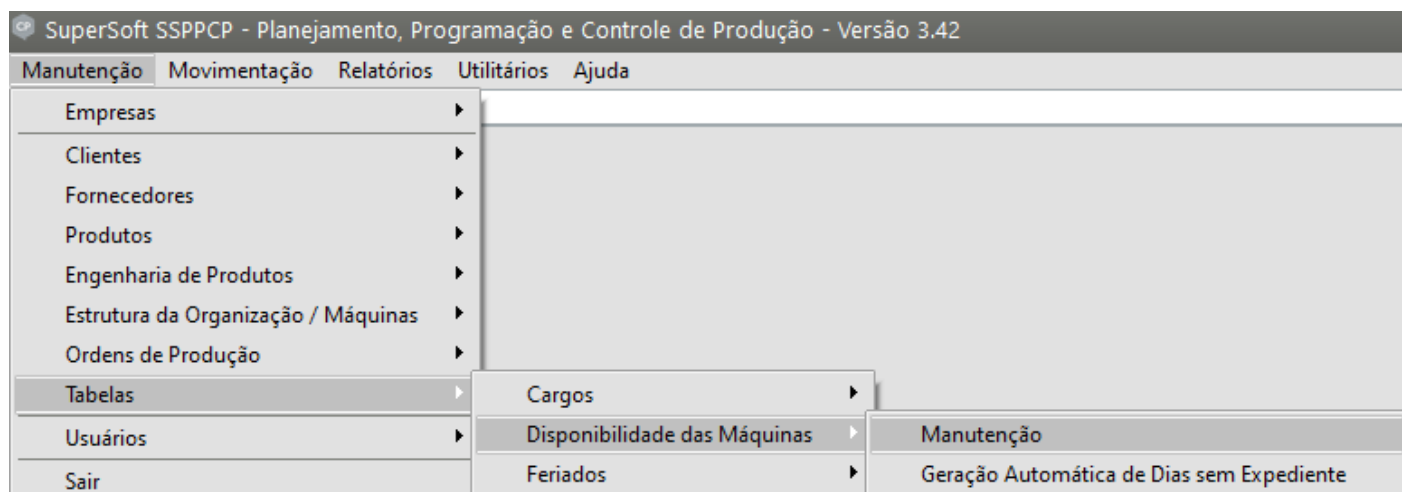 CP SuperSoft SSPPCP - Planejamento, Programação e Controle de Produção - Versão 3.42
Manutenção Movimentação Relatórios Utilitários Ajuda
Empresas
Clientes
Fornecedores
Produtos
Engenharia de Produtos
Estrutura da Organização / Máquinas
Ordens de Produção
Tabelas Cargos
Usuários Disponibilidade das Máquinas Manutenção
Sair Feriados Geração Automática de Dias sem Expediente